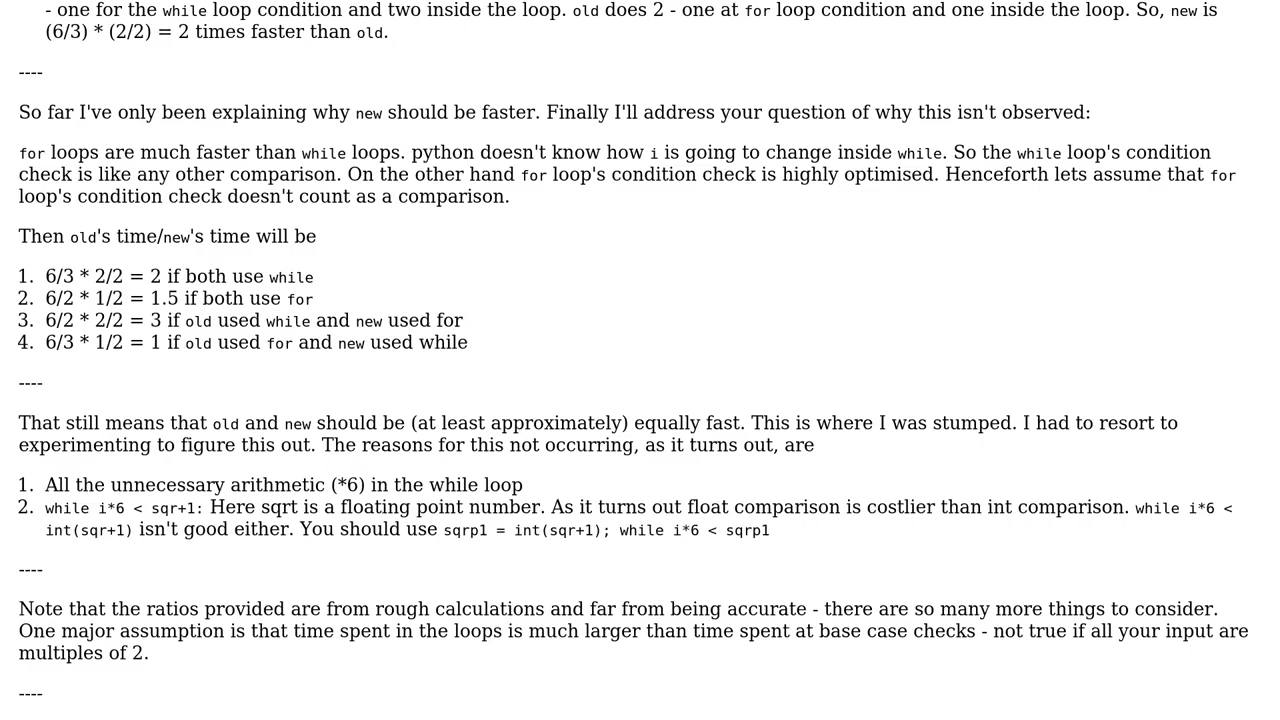 - one for the while loop condition and two inside the loop. old does 2 - one at for loop condition and one inside the loop. So, new is
(6/3) * (2/2) = 2 times faster than old.
----
So far I've only been explaining why new should be faster. Finally I'll address your question of why this isn't observed:
for loops are much faster than while loops. python doesn't know how i is going to change inside while. So the while loop's condition
check is like any other comparison. On the other hand for loop's condition check is highly optimised. Henceforth lets assume that for
loop's condition check doesn't count as a comparison.
Then old's time/new's time will be
1. 6/3 * 2/2 = 2 if both use while
2. 6/2 * 1/2 = 1.5 if both use for
3. 6/2 * 2/2 = 3 if old used while and new used for
4. 6/3 * 1/2 = 1 if old used for and new used while
----
That still means that old and new should be (at least approximately) equally fast. This is where I was stumped. I had to resort to
experimenting to figure this out. The reasons for this not occurring, as it turns out, are
1. All the unnecessary arithmetic (*6) in the while loop
2. while i*6 < sqr+1: Here sqrt is a floating point number. As it turns out float comparison is costlier than int comparison. while i*6 <
int(sqr+1) isn't good either. You should use sqrp1 = int(sqr+1); while i*6 < sqrp1
----
Note that the ratios provided are from rough calculations and far from being accurate - there are so many more things to consider.
One major assumption is that time spent in the loops is much larger than time spent at base case checks - not true if all your input are
multiples of 2.
----